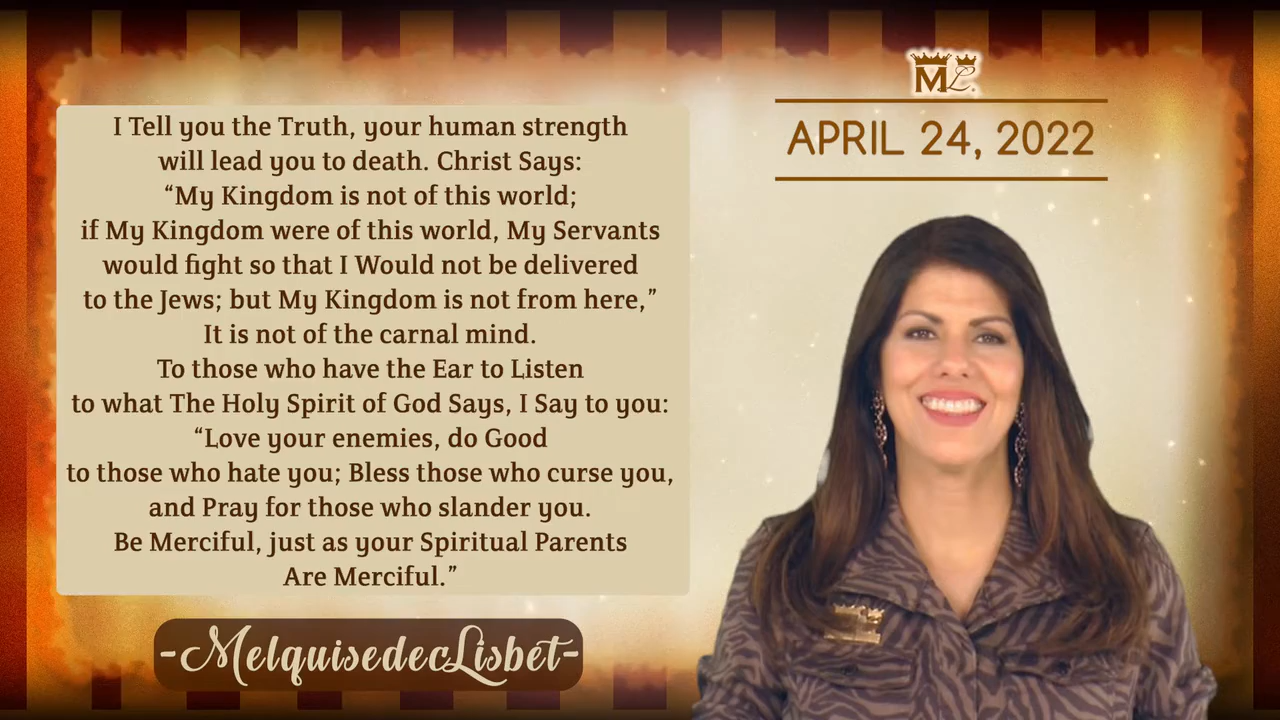 I Tell you the Truth, your human strength
will lead you to death. Christ Says:
“My Kingdom is not of this world;
if My Kingdom were of this world, My Servants
would fight so that I Would not be delivered
to the Jews; but My Kingdom is not from here,”
It is not of the carnal mind.
To those who have the Ear to Listen
to what The Holy Spirit of God Says, I Say to you:
“Love your enemies, do Good
to those who hate you; Bless those who curse you,
and Pray for those who slander you.
Be Merciful, just as your Spiritual Parents
Are Merciful.”
-MelquisedecLisbet-
ML.
APRIL 24, 2022